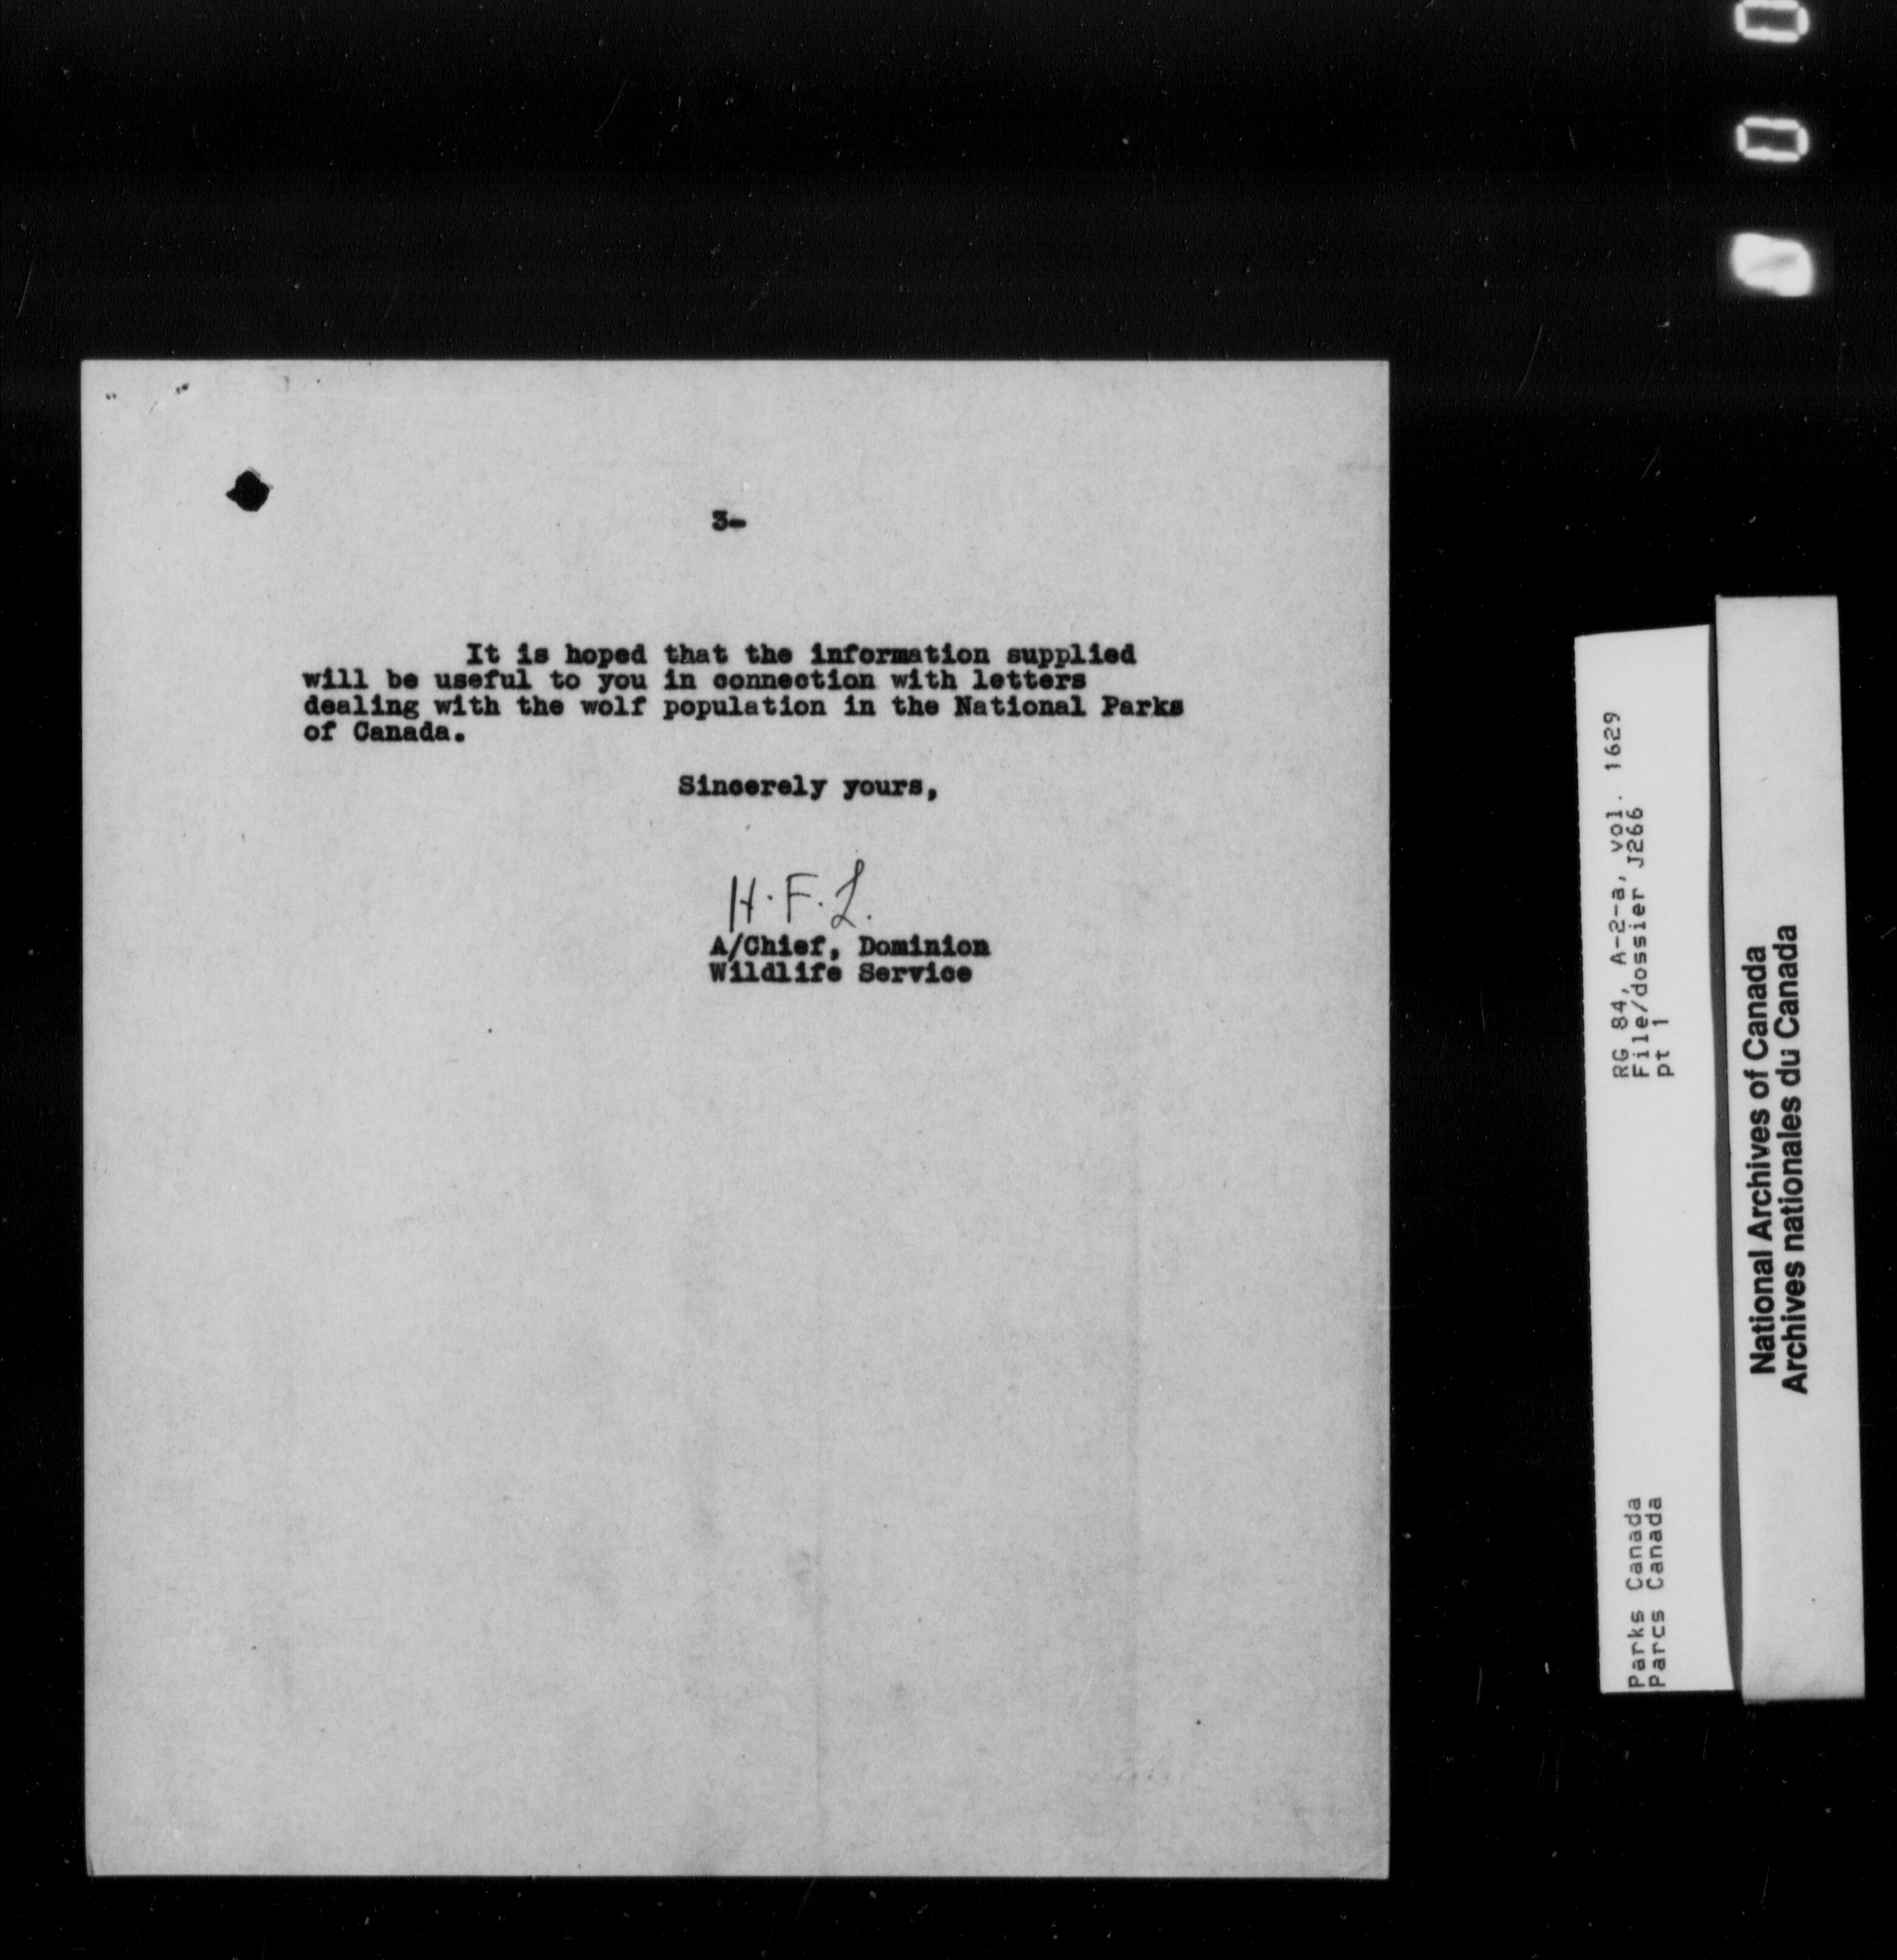 3-
It is hoped that the information supplied
will be useful to you in connection with letters
dealing with the wolf population in the National Parks
of Canada.
Sincerely yours,
H.F.L.
A/Chief, Dominion
Wildlife Service
RG 84, A-2-a, vol. 1629
File/dossier J266
pt 1
Parks Canada
Parcs Canada
National Archives of Canada
Archives nationales du Canada
0
0